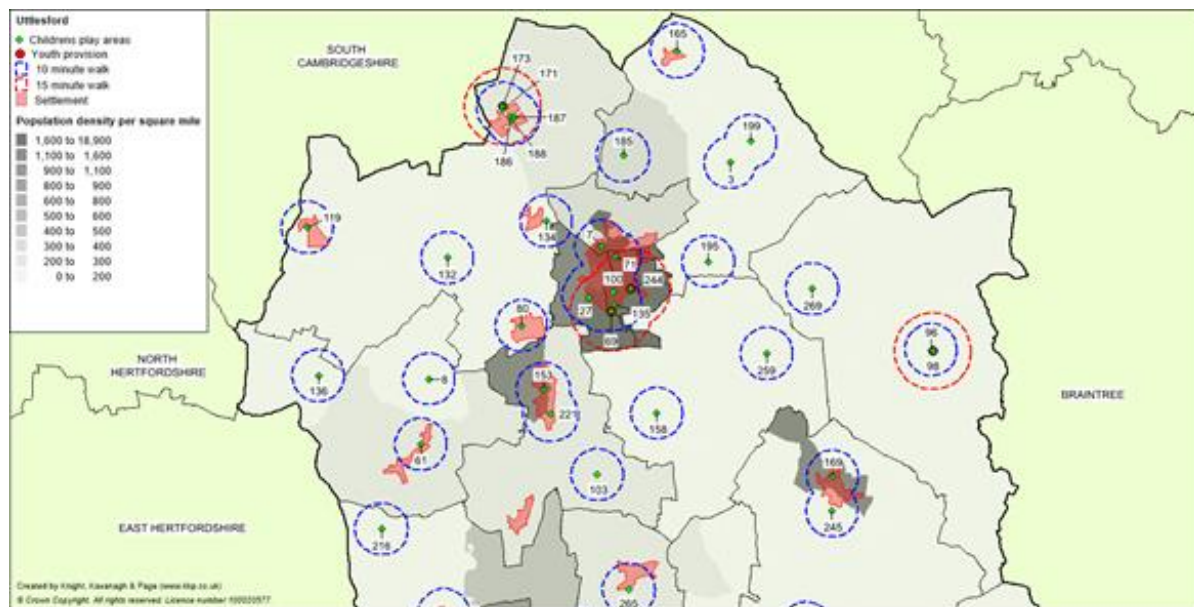 Uttlesford
Childrens play areas
Youth provision
10 minute walk
15 minute walk
Settlement
Population density per square mile
1,600 to 18,900
1,100 to 1,600
900 to 1,100
800 to 900
600 to 800
500 to 600
400 to 500
300 to 400
200 to 300
0 to 200
SOUTH
CAMBRIDGESHIRE
165
173
171
187
188
186
185
199
3
119
134
132
7
71
100
244
27
135
69
195
269
80
96
98
NORTH
HERTFORDSHIRE
136
8
153
221
259
158
BRAINTREE
61
103
169
245
EAST HERTFORDSHIRE
216
265
Created by Knight, Kavanagh & Page (www.kkp.co.uk)
© Crown Copyright. All rights reserved. Licence number 100020577